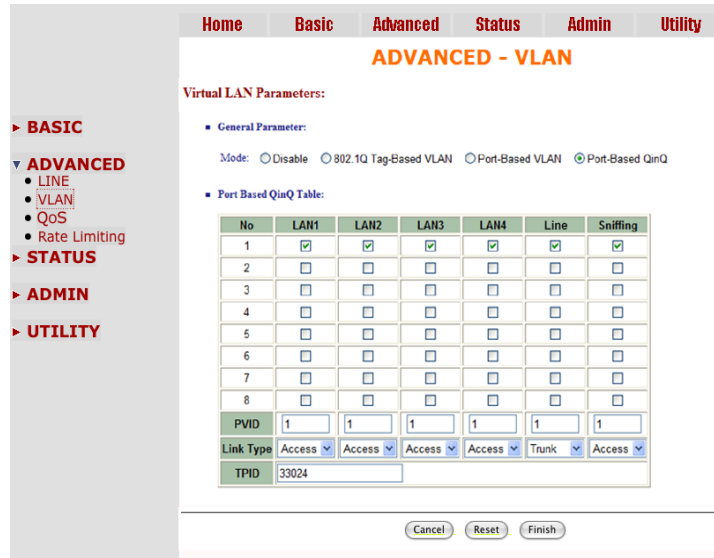 Home Basic Advanced Status Admin Utility
ADVANCED - VLAN
Virtual LAN Parameters:
BASIC
ADVANCED
LINE
VLAN
QoS
Rate Limiting
STATUS
ADMIN
UTILITY
General Parameter:
Mode: Disable 802.1Q Tag-Based VLAN Port-Based VLAN Port-Based QinQ
Port Based QinQ Table:
No LAN1 LAN2 LAN3 LAN4 Line Sniffing
1
2
3
4
5
6
7
8
PVID 1 1 1 1 1 1
Link Type Access Access Access Access Trunk Access
TPID 33024
Cancel Reset Finish